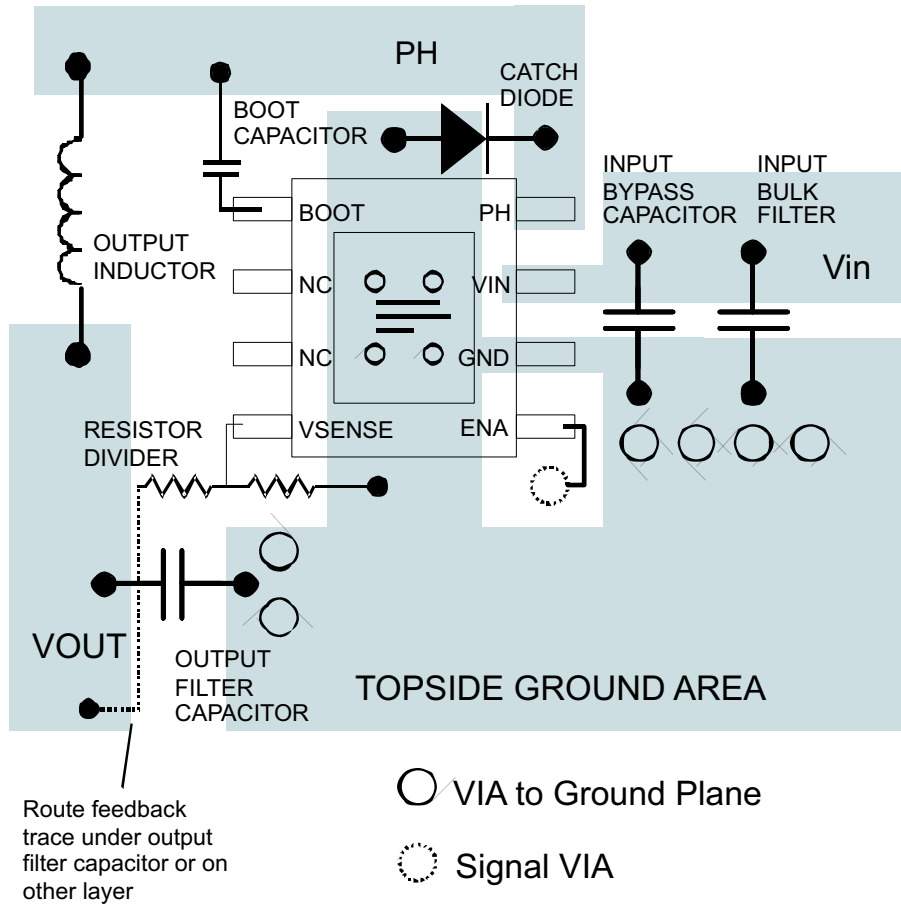 PH
CATCH
DIODE
BOOT
CAPACITOR
INPUT
BYPASS
CAPACITOR
INPUT
BULK
FILTER
BOOT
PH
OUTPUT
INDUCTOR
NC
VIN
Vin
NC
GND
RESISTOR
DIVIDER
VSENSE
ENA
VOUT
OUTPUT
FILTER
CAPACITOR
TOPSIDE GROUND AREA
Route feedback
trace under output
filter capacitor or on
other layer
VIA to Ground Plane
Signal VIA